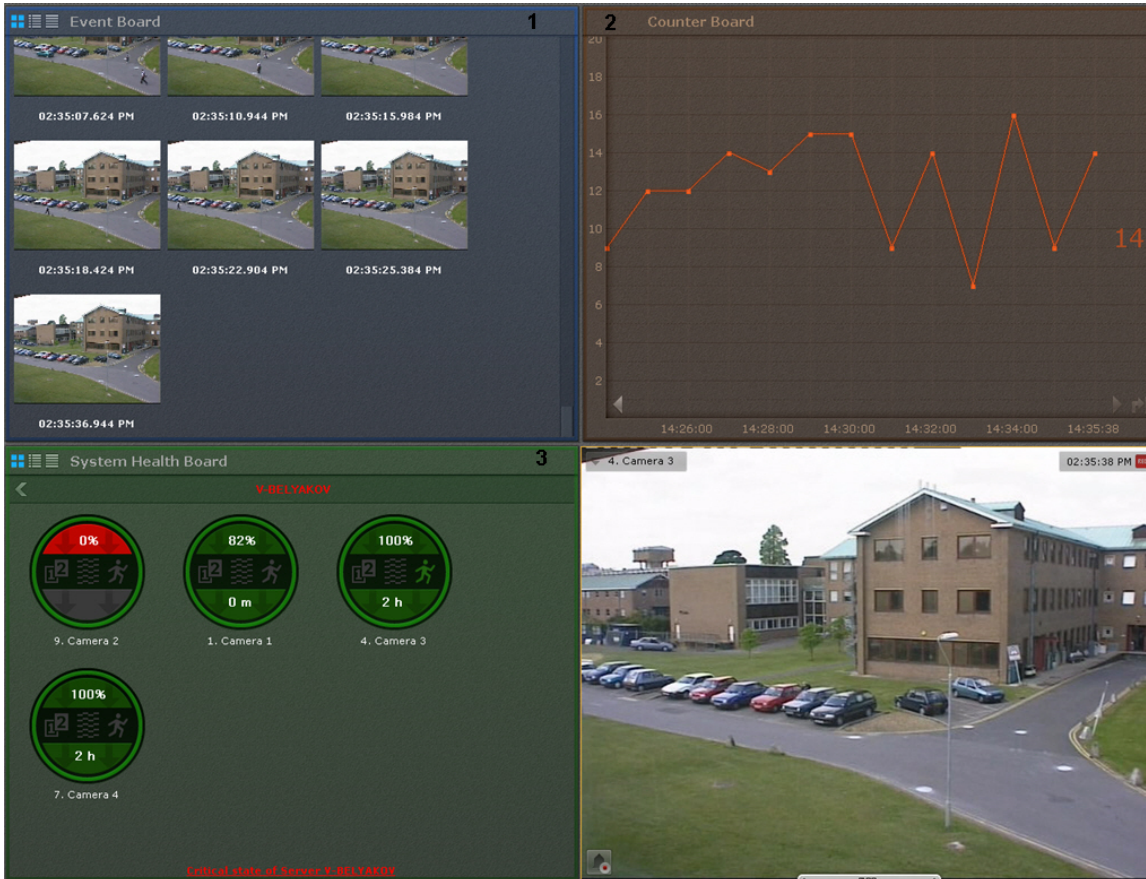 Event Board 1
02:35:07.624 PM 02:35:10.944 PM 02:35:15.984 PM
02:35:18.424 PM 02:35:22.904 PM 02:35:25.384 PM
02:35:36.944 PM
2 Counter Board
20
18
16
14
12
10
8
6
4
2
14
14:26:00 14:28:00 14:30:00 14:32:00 14:34:00 14:35:38
System Health Board 3
V-BELYAKOV
0% 82% 100%
12 12 12
0 m 2 h
9. Camera 2 1. Camera 1 4. Camera 3
100%
12
2 h
7. Camera 4
Critical state of Server V-BELYAKOV
4. Camera 3 02:35:38 PM REC